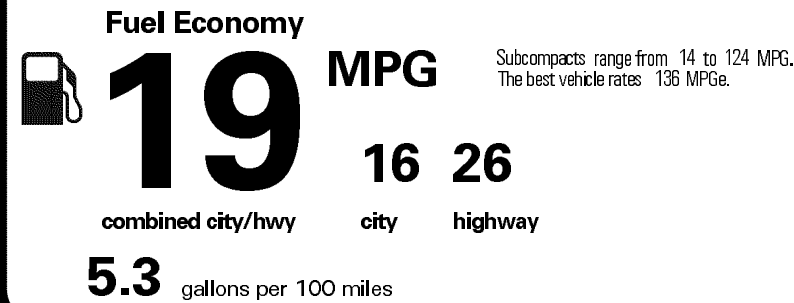 Fuel Economy
19 MPG
Subcompacts range from 14 to 124 MPG.
The best vehicle rates 136 MPGe.
16 26
combined city/hwy city highway
5.3 gallons per 100 miles